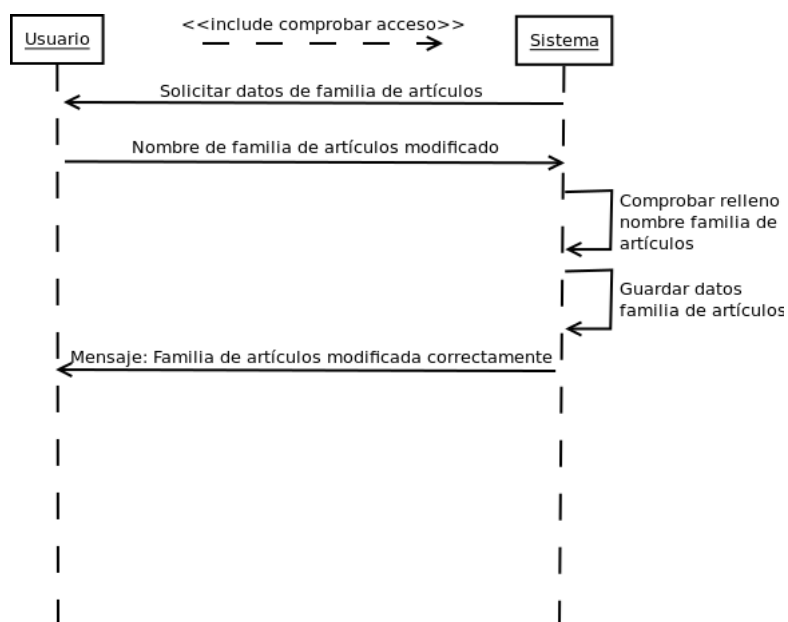 <<include comprobar acceso>>
Usuario
Sistema
Solicitar datos de familia de artículos
Nombre de familia de artículos modificado
Comprobar relleno
nombre familia de
artículos
Guardar datos
familia de artículos
Mensaje: Familia de artículos modificada correctamente